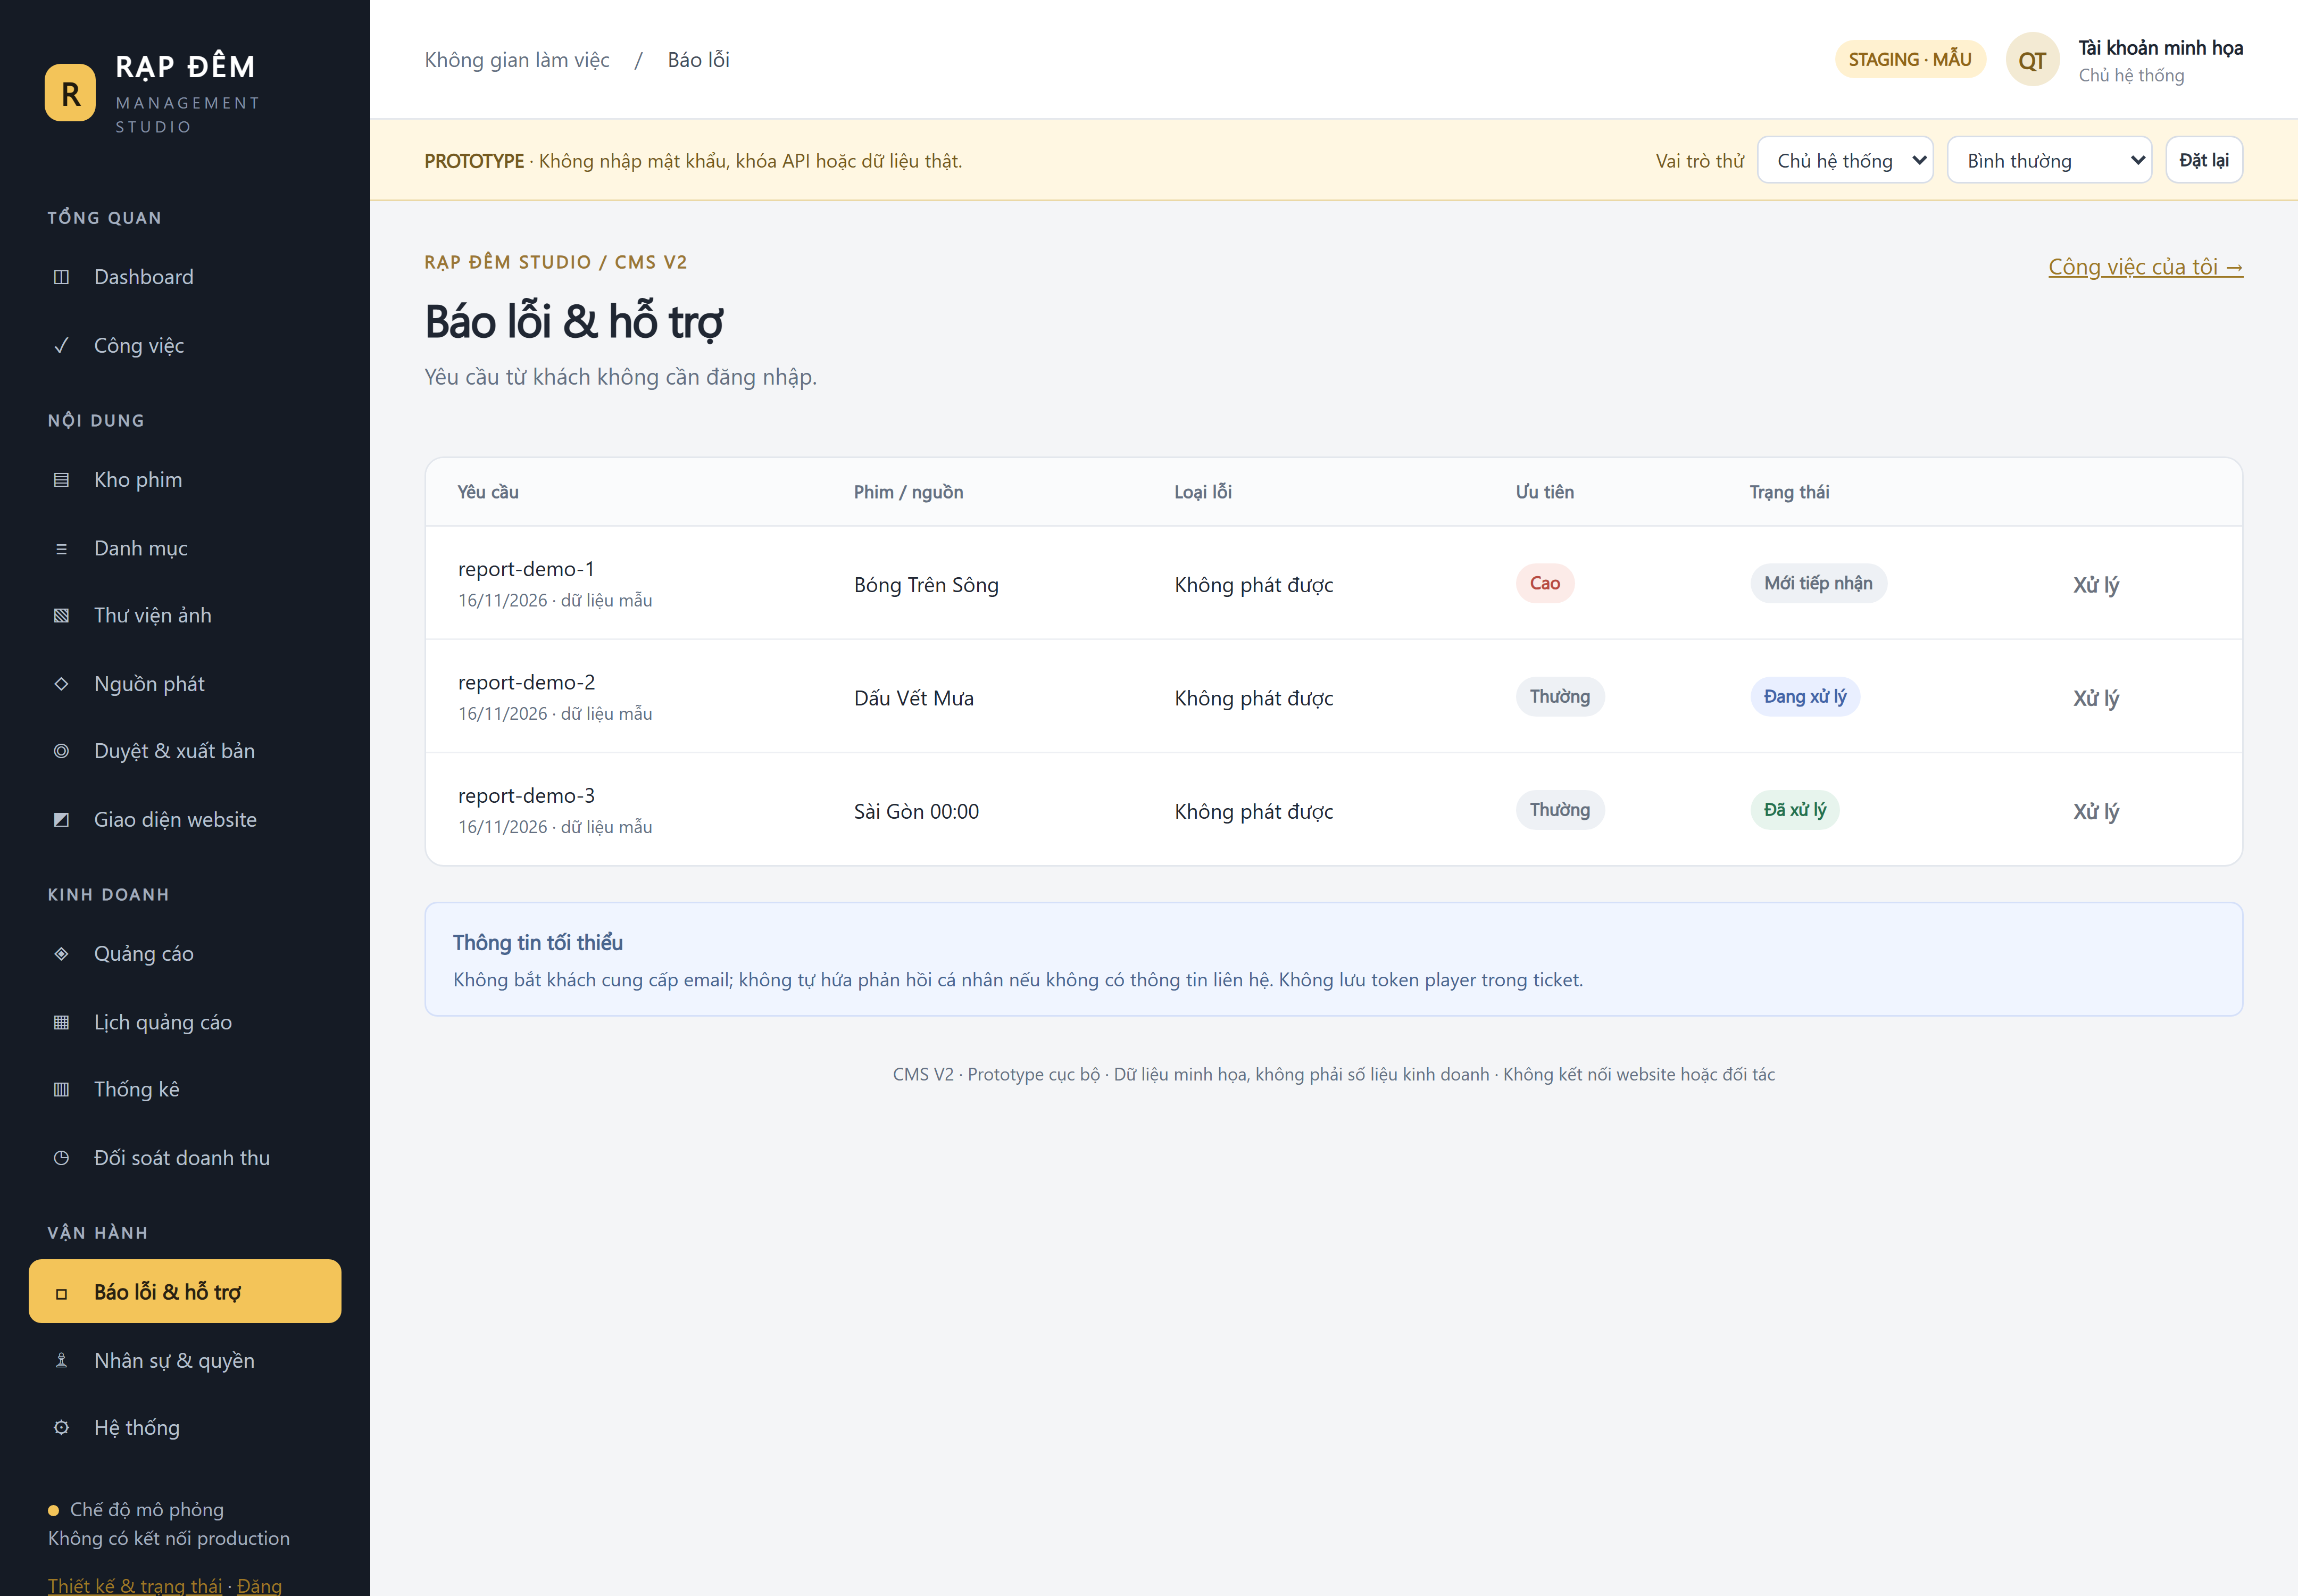 R
RẠP ĐÊM
MANAGEMENT
STUDIO
TỔNG QUAN
Dashboard
Công việc
NỘI DUNG
Kho phim
Danh mục
Thư viện ảnh
Nguồn phát
Duyệt & xuất bản
Giao diện website
KINH DOANH
Quảng cáo
Lịch quảng cáo
Thống kê
Đối soát doanh thu
VẬN HÀNH
Báo lỗi & hỗ trợ
Nhân sự & quyền
Hệ thống
Chế độ mô phỏng
Không có kết nối production
Thiết kế & trạng thái · Đăng
Không gian làm việc / Báo lỗi
STAGING · MẪU
QT
Tài khoản minh họa
Chủ hệ thống
PROTOTYPE · Không nhập mật khẩu, khóa API hoặc dữ liệu thật.
Vai trò thử
Chủ hệ thống
Bình thường
Đặt lại
RẠP ĐÊM STUDIO / CMS V2
Công việc của tôi →
Báo lỗi & hỗ trợ
Yêu cầu từ khách không cần đăng nhập.
Yêu cầu Phim / nguồn Loại lỗi Ưu tiên Trạng thái
report-demo-1
16/11/2026 · dữ liệu mẫu
Bóng Trên Sông Không phát được Cao Mới tiếp nhận Xử lý
report-demo-2
16/11/2026 · dữ liệu mẫu
Dấu Vết Mưa Không phát được Thường Đang xử lý Xử lý
report-demo-3
16/11/2026 · dữ liệu mẫu
Sài Gòn 00:00 Không phát được Thường Đã xử lý Xử lý
Thông tin tối thiểu
Không bắt khách cung cấp email; không tự hứa phản hồi cá nhân nếu không có thông tin liên hệ. Không lưu token player trong ticket.
CMS V2 · Prototype cục bộ · Dữ liệu minh họa, không phải số liệu kinh doanh · Không kết nối website hoặc đối tác